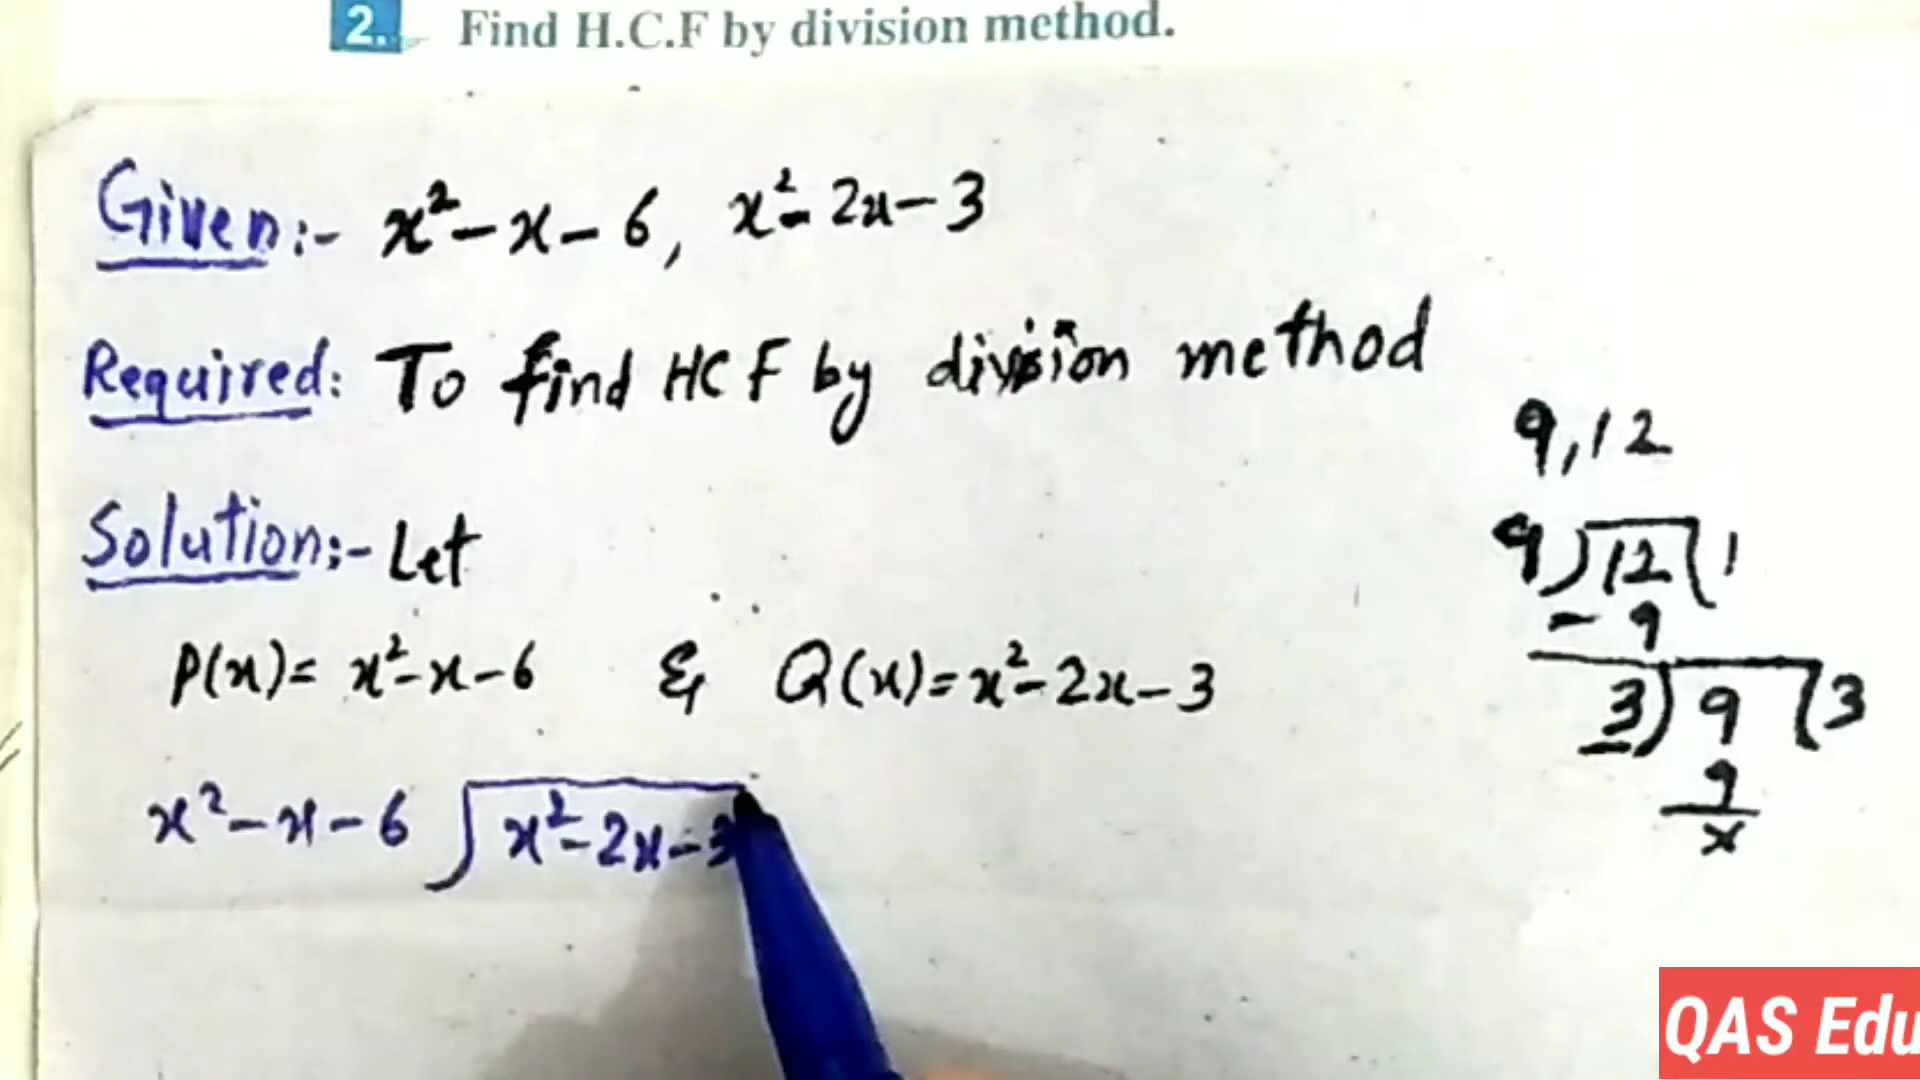 2. Find H.C.F by division method.
Given:- x² - x - 6, x² - 2x - 3
Required: To find HCF by division method
Solution:- Let
P(x) = x² - x - 6 & Q(x) = x² - 2x - 3
x² - x - 6 ) x² - 2x - 3
9, 12
9 ) 12 ( 1
- 9
3 ) 9 ( 3
9
x
QAS Edu